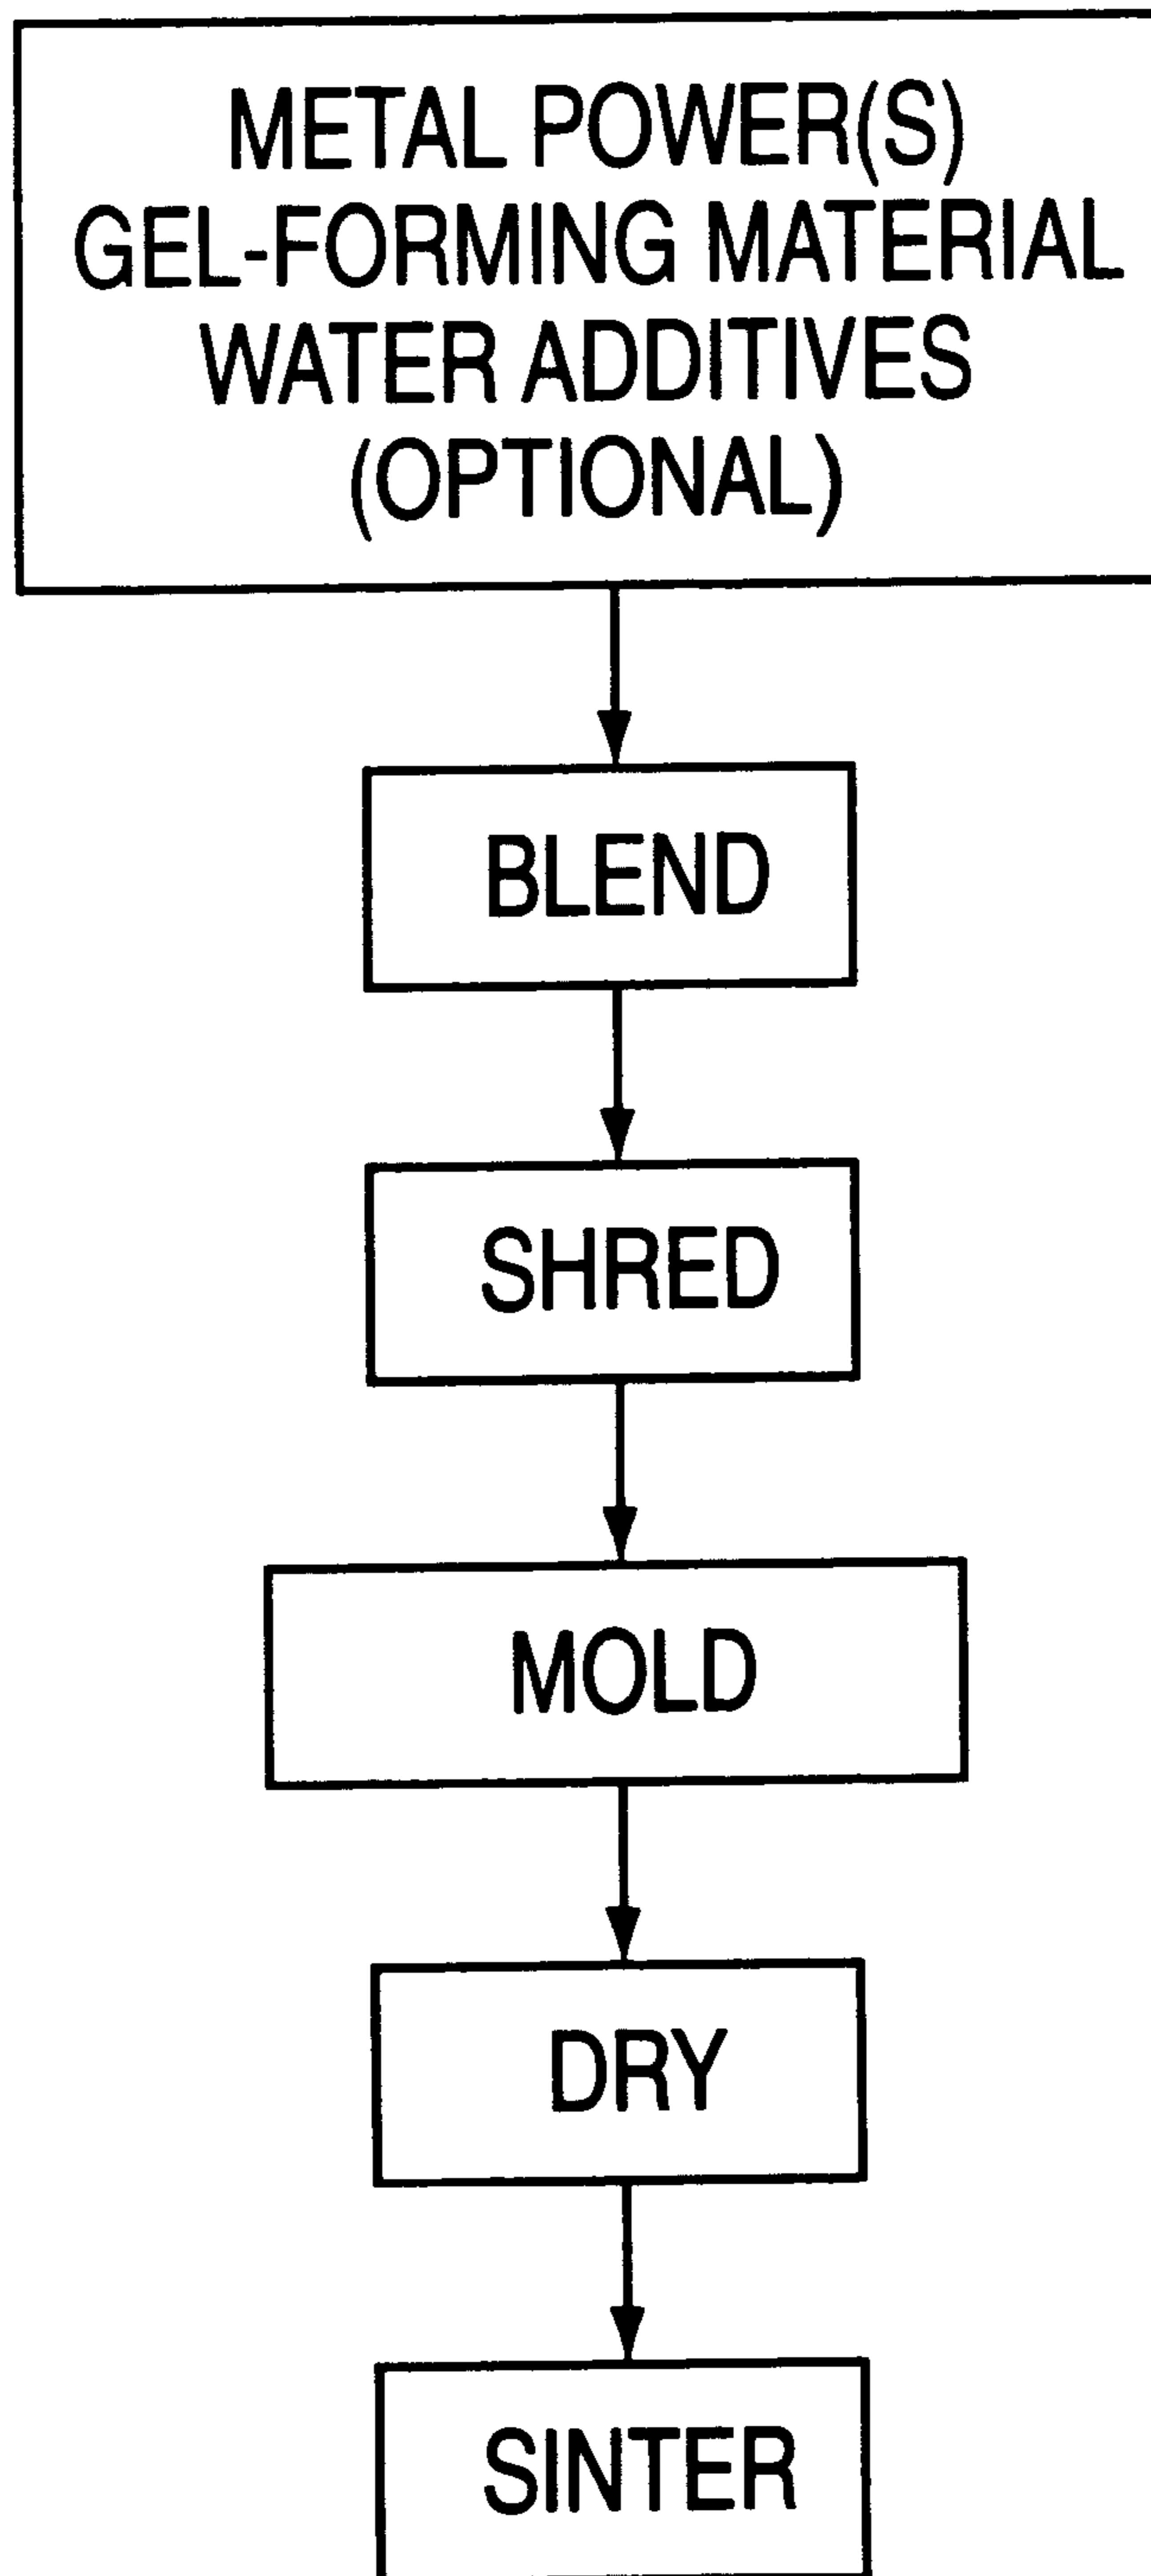 METAL POWER(S)
GEL-FORMING MATERIAL
WATER ADDITIVES
(OPTIONAL)
BLEND
SHRED
MOLD
DRY
SINTER